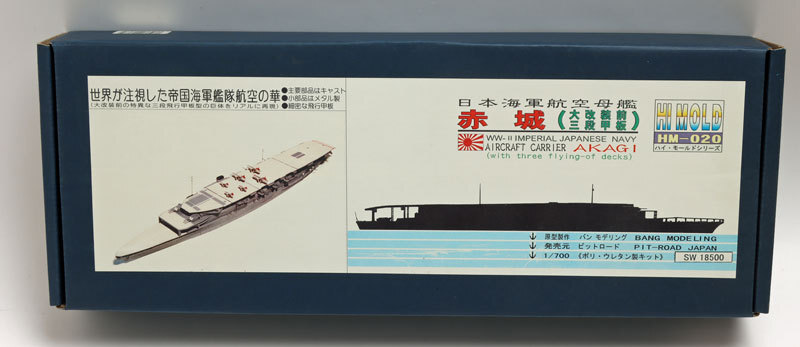 世界が注視した帝国海軍艦隊航空の華
(大改装前の特異な三段飛行甲板型の巨体をリアルに再現)
●主要部品はキャスト
●小部品はメタル製
●細密な飛行甲板
日本海軍航空母艦
赤城(大改装前三段甲板)
WW-II IMPERIAL JAPANESE NAVY
AIRCRAFT CARRIER AKAGI
(with three flying-of decks)
HI MOLD
HM-020
ハイ・モールドシリーズ
↓ 原型製作 バン モデリング BANG MODELING
↓ 発売元 ピットロード PIT-ROAD JAPAN
↓ 1/700 《ポリ・ウレタン製キット》 SW 18500